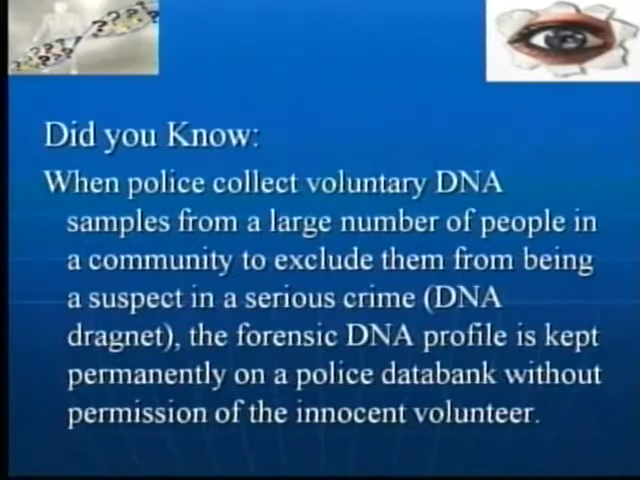 Did you Know:
When police collect voluntary DNA
samples from a large number of people in
a community to exclude them from being
a suspect in a serious crime (DNA
dragnet), the forensic DNA profile is kept
permanently on a police databank without
permission of the innocent volunteer.